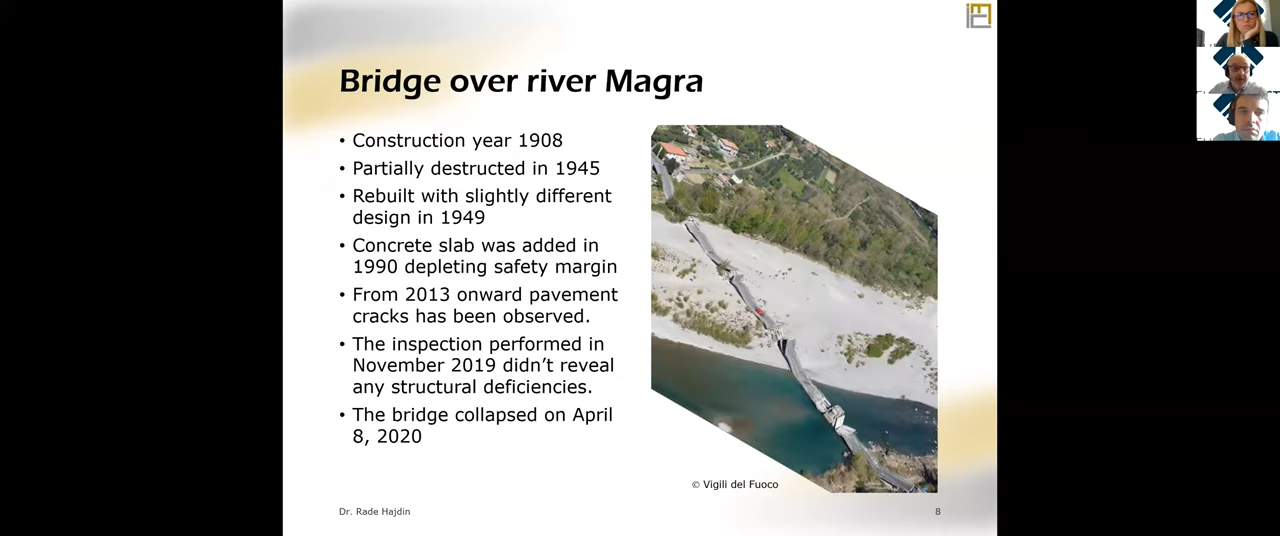 Bridge over river Magra
• Construction year 1908
• Partially destructed in 1945
• Rebuilt with slightly different
design in 1949
• Concrete slab was added in
1990 depleting safety margin
• From 2013 onward pavement
cracks has been observed.
• The inspection performed in
November 2019 didn’t reveal
any structural deficiencies.
• The bridge collapsed on April
8, 2020
© Vigili del Fuoco
Dr. Rade Hajdin
8